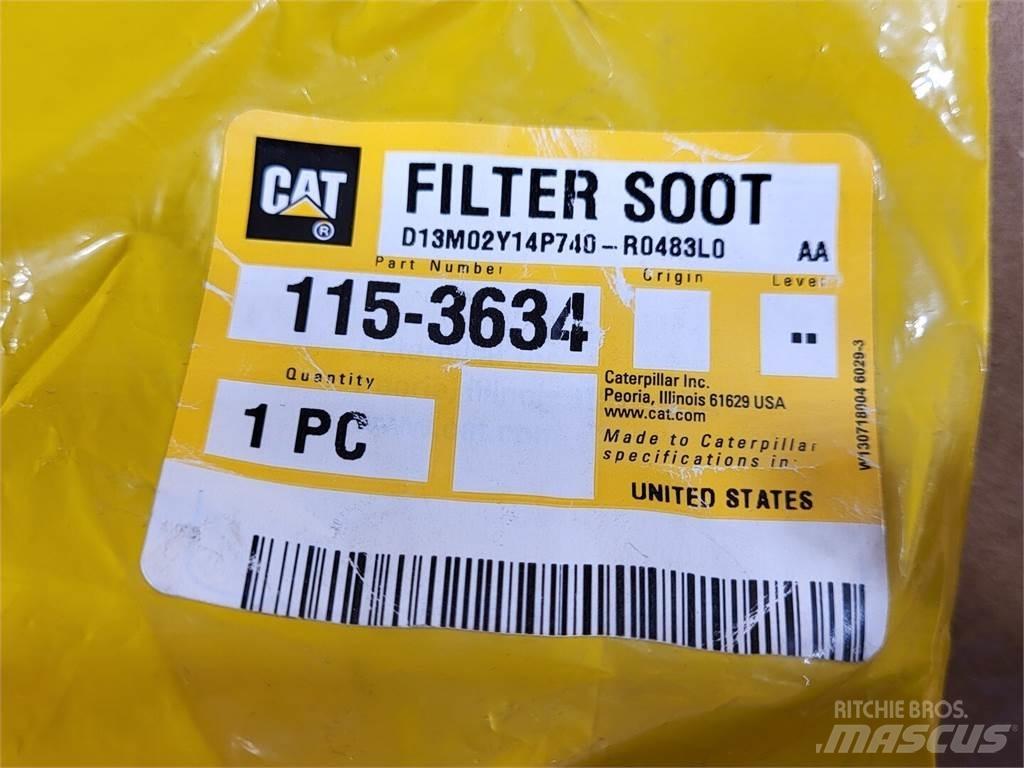 CAT
®
FILTER SOOT
D13M02Y14P740-R0483L0 AA
Part Number
Origin
Level
115-3634
Quantity
1 PC
Caterpillar Inc.
Peoria, Illinois 61629 USA
www.cat.com
Made to Caterpillar
specifications in:
UNITED STATES
W130718004 6029-3
RITCHIE BROS.
MASCUS